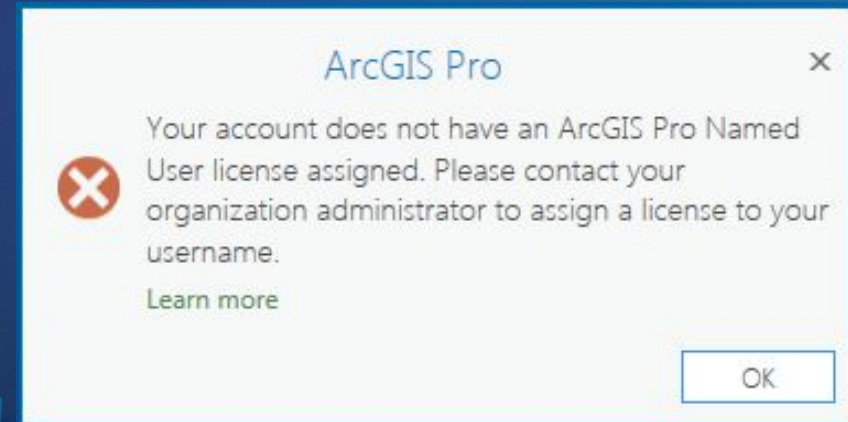 ArcGIS Pro
Your account does not have an ArcGIS Pro Named
User license assigned. Please contact your
organization administrator to assign a license to your
username.
Learn more
OK